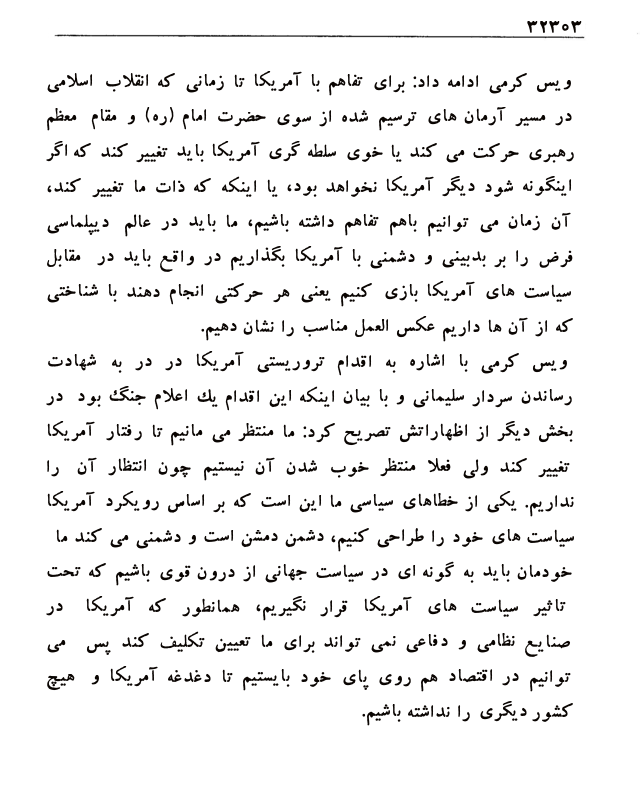 ۳۲۳۰۳
ویس کرمی ادامه داد: برای تفاهم با آمریکا تا زمانی که انقلاب اسلامی
در مسیر آرمان های ترسیم شده از سوی حضرت امام (ره) و مقام معظم
رهبری حرکت می کند یا خوی سلطه گری آمریکا باید تغییر کند که اگر
اینگونه شود دیگر آمریکا نخواهد بود، یا اینکه که ذات ما تغییر کند،
آن زمان می توانیم باهم تفاهم داشته باشیم، ما باید در عالم دیپلماسی
فرض را بر بدبینی و دشمنی با آمریکا بگذاریم در واقع باید در مقابل
سیاست های آمریکا بازی کنیم یعنی هر حرکتی انجام دهند با شناختی
که از آن ها داریم عکس العمل مناسب را نشان دهیم.
ویس کرمی با اشاره به اقدام تروریستی آمریکا در در به شهادت
رساندن سردار سلیمانی و با بیان اینکه این اقدام یك اعلام جنگ بود در
بخش دیگر از اظهاراتش تصریح کرد: ما منتظر می مانیم تا رفتار آمریکا
تغییر کند ولی فعلا منتظر خوب شدن آن نیستیم چون انتظار آن را
نداریم. یکی از خطاهای سیاسی ما این است که بر اساس رویکرد آمریکا
سیاست های خود را طراحی کنیم، دشمن دمشن است و دشمنی می کند ما
خودمان باید به گونه ای در سیاست جهانی از درون قوی باشیم که تحت
تاثیر سیاست های آمریکا قرار نگیریم، همانطور که آمریکا در
صنایع نظامی و دفاعی نمی تواند برای ما تعیین تکلیف کند پس می
توانیم در اقتصاد هم روی پای خود بایستیم تا دغدغه آمریکا و هیچ
کشور دیگری را نداشته باشیم.